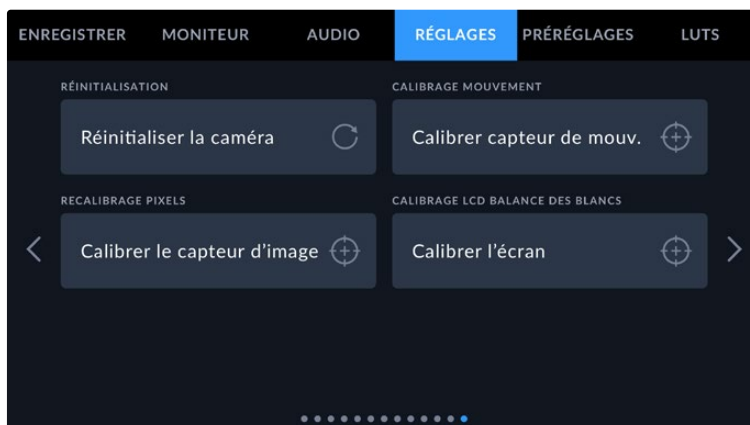 ENREGISTRER MONITEUR AUDIO RÉGLAGES PRÉRÉGLAGES LUTS
RÉINITIALISATION CALIBRAGE MOUVEMENT
Réinitialiser la caméra Calibrer capteur de mouv.
RECALIBRAGE PIXELS CALIBRAGE LCD BALANCE DES BLANCS
Calibrer le capteur d’image Calibrer l’écran